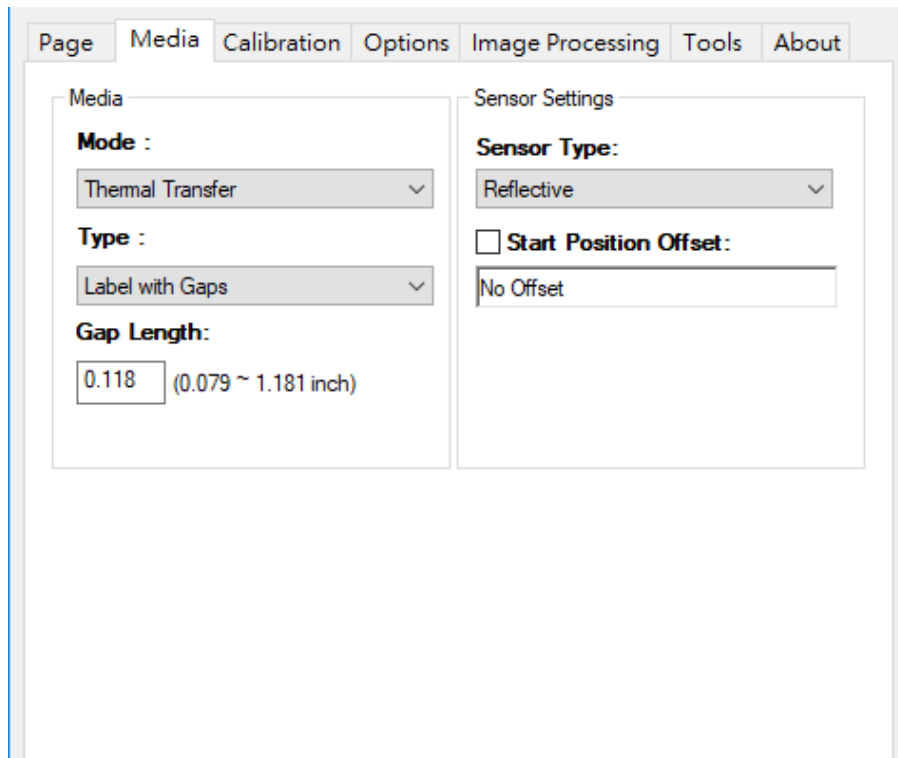 Page Media Calibration Options Image Processing Tools About
Media
Mode :
Thermal Transfer
Type :
Label with Gaps
Gap Length:
0.118 (0.079 ~ 1.181 inch)
Sensor Settings
Sensor Type:
Reflective
Start Position Offset:
No Offset